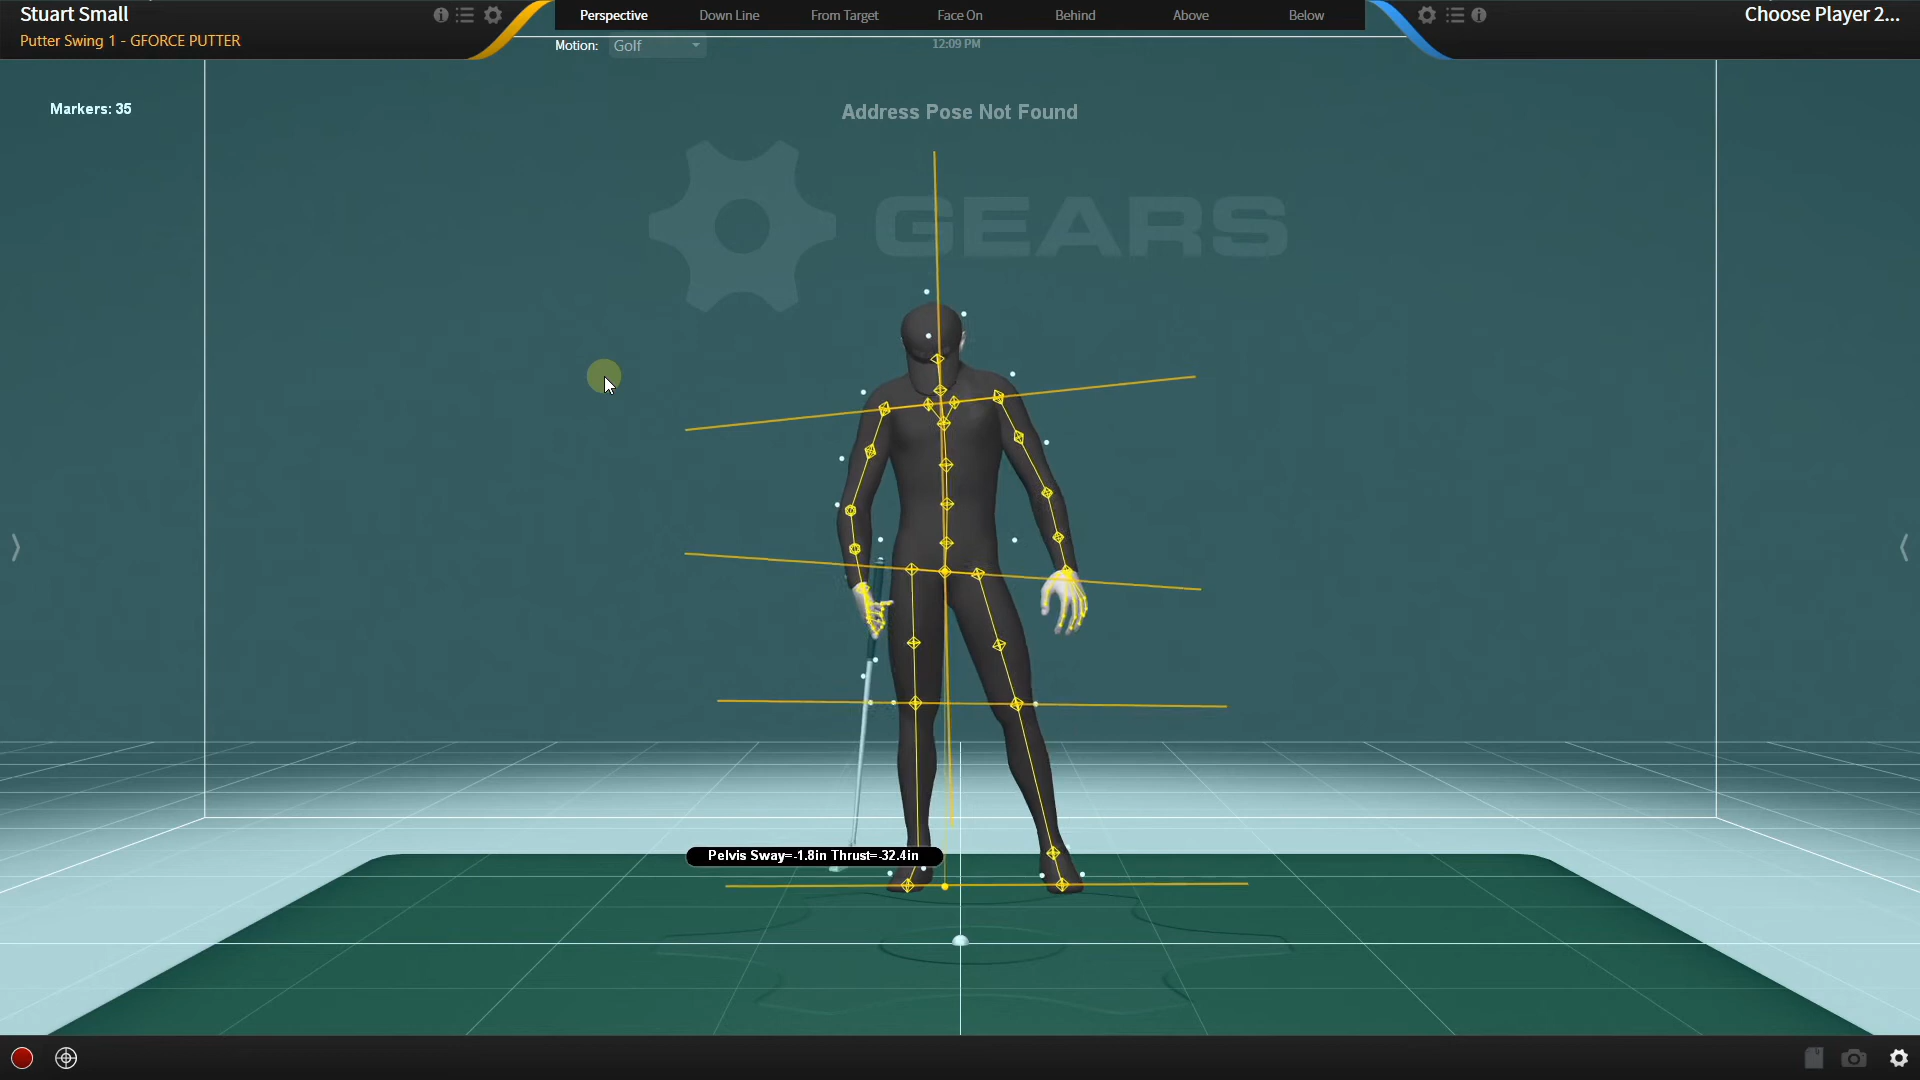 Stuart Small
Putter Swing 1 - GFORCE PUTTER
Perspective Down Line From Target Face On Behind Above Below
Choose Player 2...
Motion: Golf
12:09 PM
Markers: 35
Address Pose Not Found
GEARS
Pelvis Sway=-1.8in Thrust=-32.4in